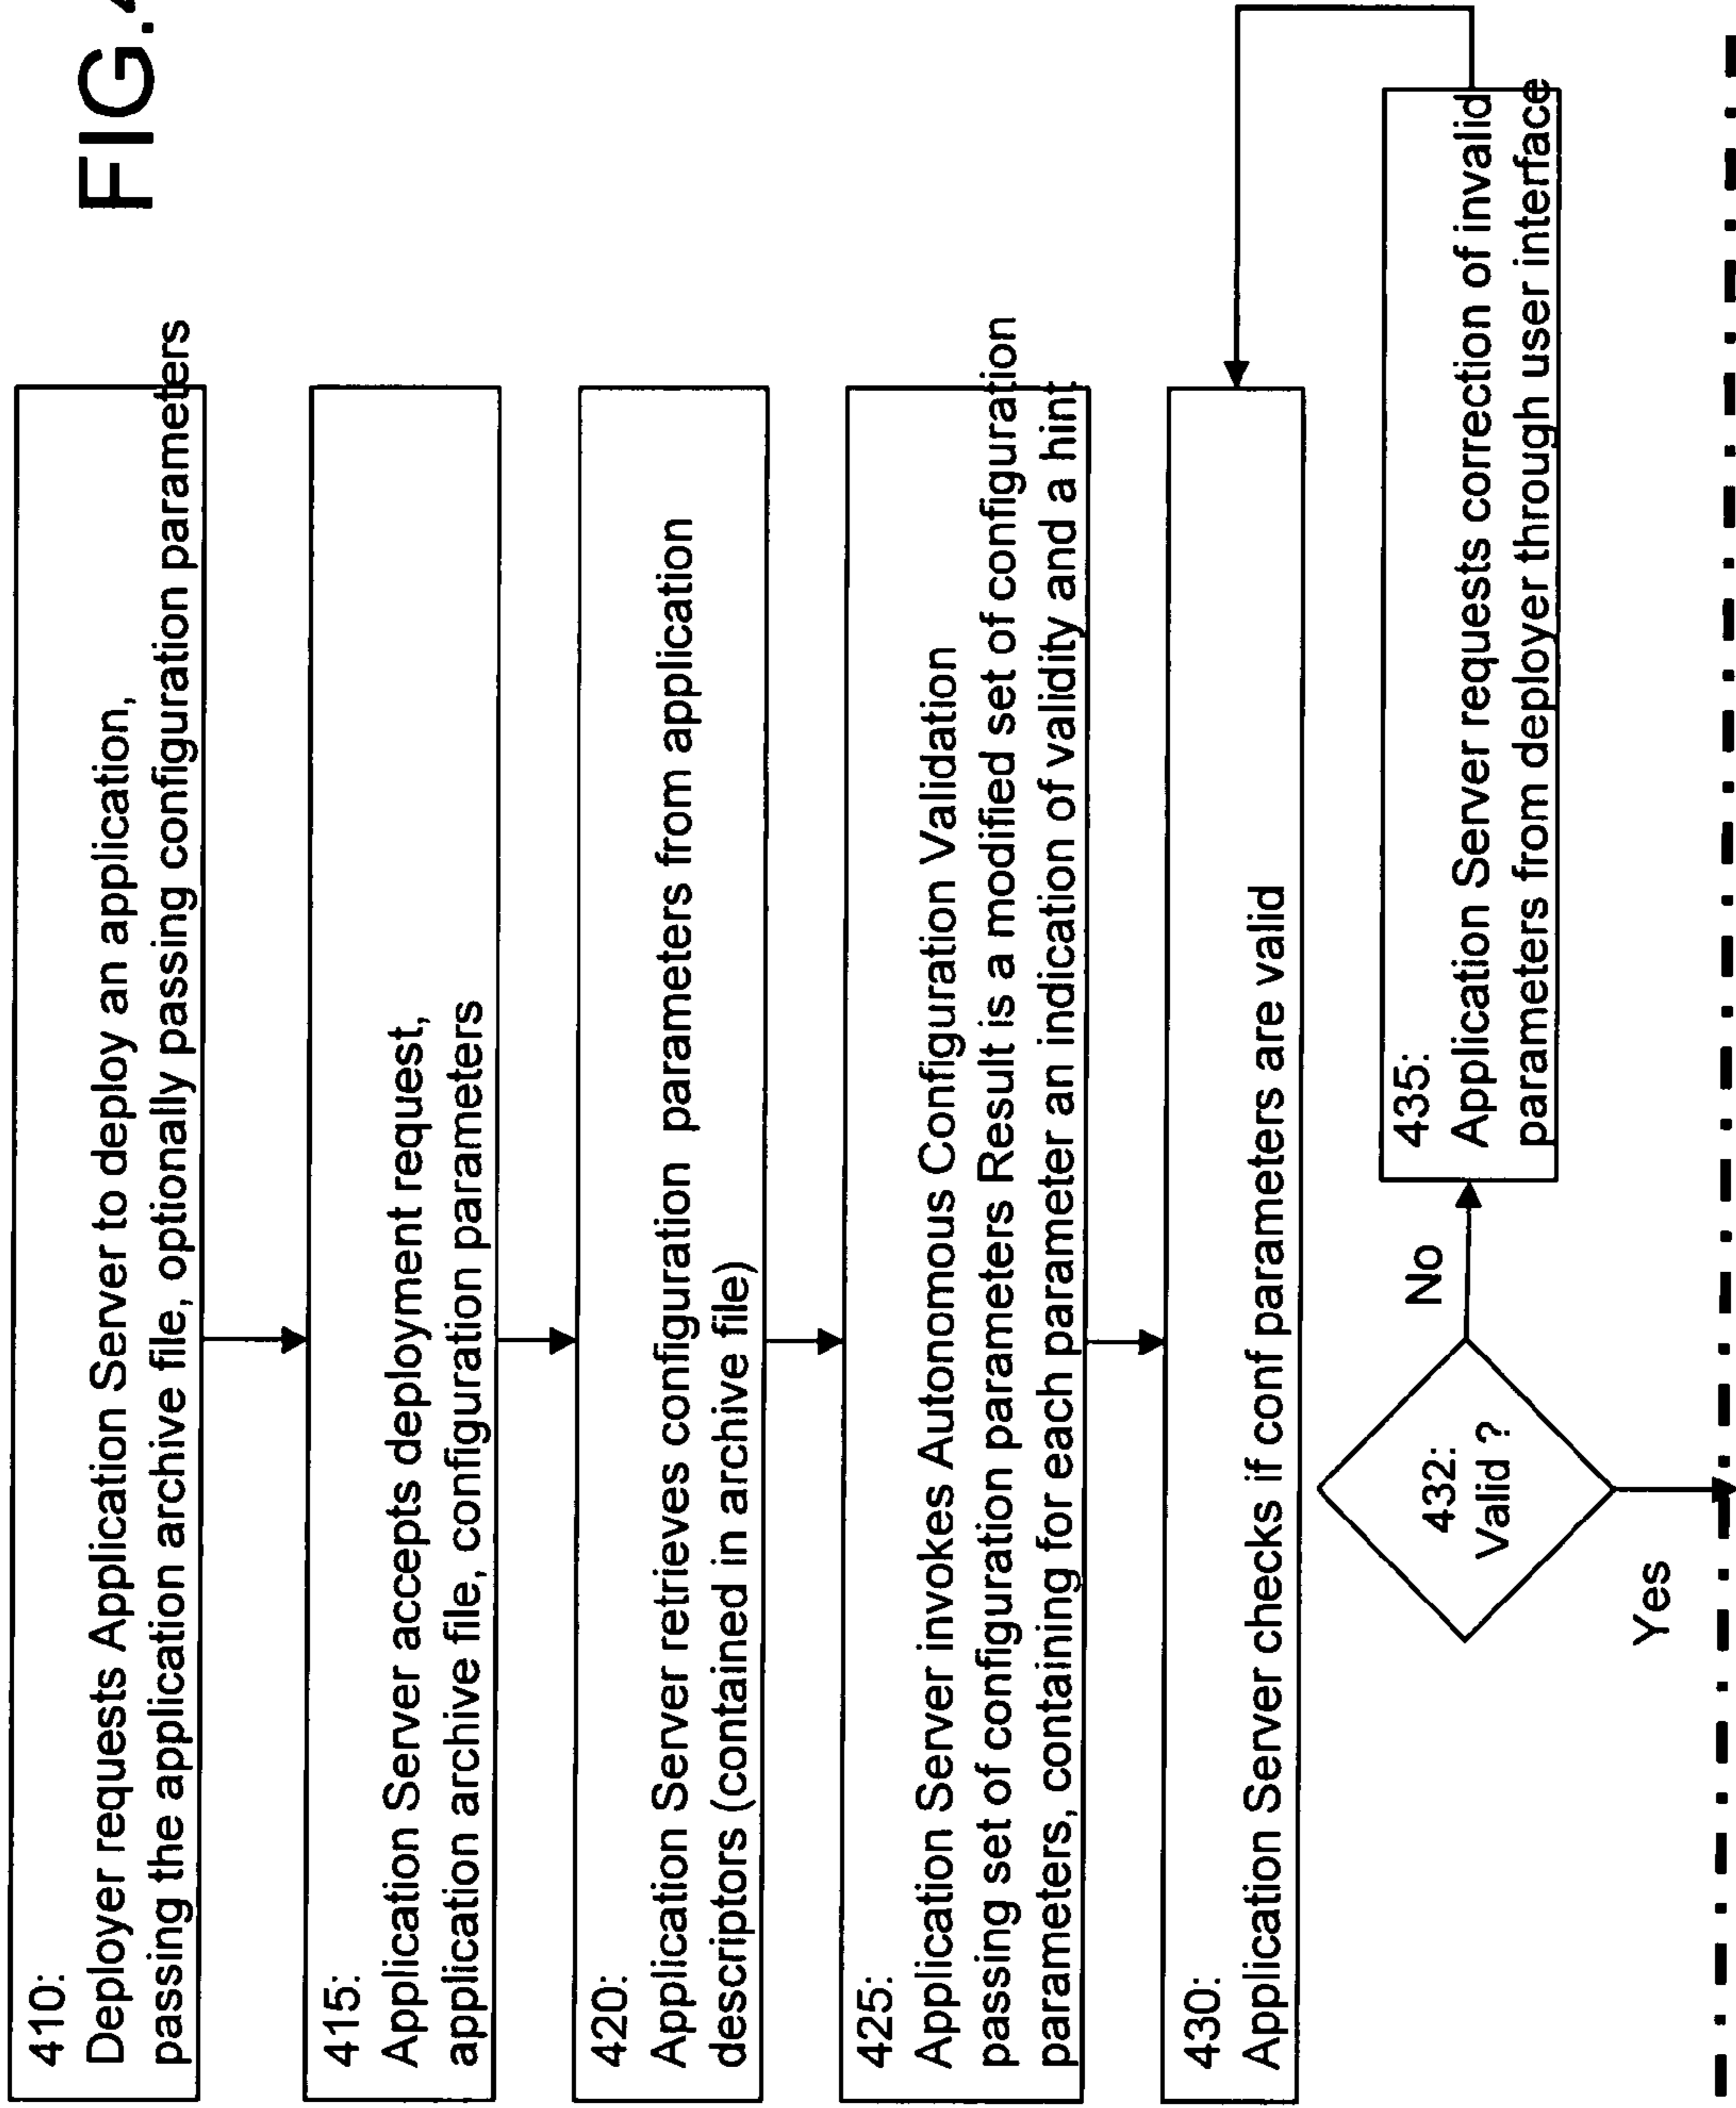 FIG.
410:
Deployer requests Application Server to deploy an application,
passing the application archive file, optionally passing configuration parameters
415:
Application Server accepts deployment request,
application archive file, configuration parameters
420:
Application Server retrieves configuration parameters from application
descriptors (contained in archive file)
425:
Application Server invokes Autonomous Configuration Validation
passing set of configuration parameters Result is a modified set of configuration
parameters, containing for each parameter an indication of validity and a hint
430:
Application Server checks if conf parameters are valid
432:
Valid ?
No
435:
Application Server requests correction of invalid
parameters from deployer through user interface
Yes